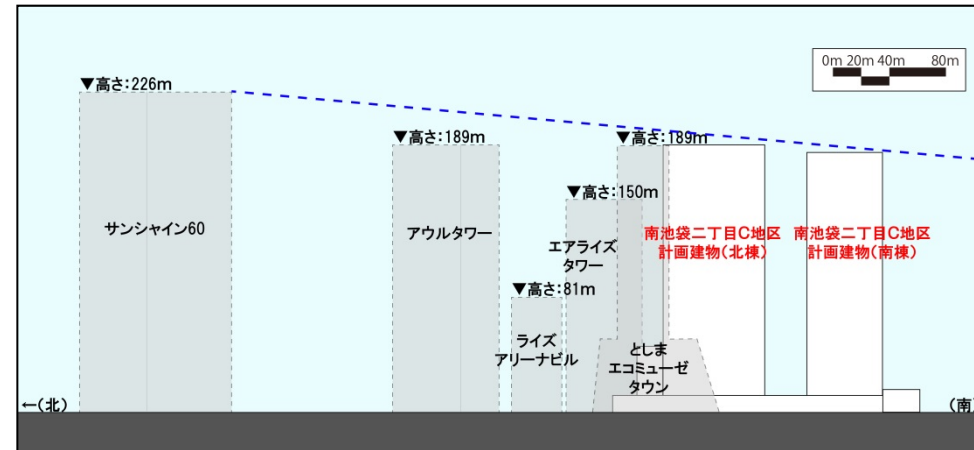 0m 20m 40m 80m
▼高さ:226m
▼高さ:189m
▼高さ:189m
▼高さ:150m
サンシャイン60
アウルタワー
エアライズ
タワー
南池袋二丁目C地区
計画建物(北棟)
南池袋二丁目C地区
計画建物(南棟)
▼高さ:81m
ライズ
アリーナビル
としま
エコミューゼ
タウン
←(北)
(南)